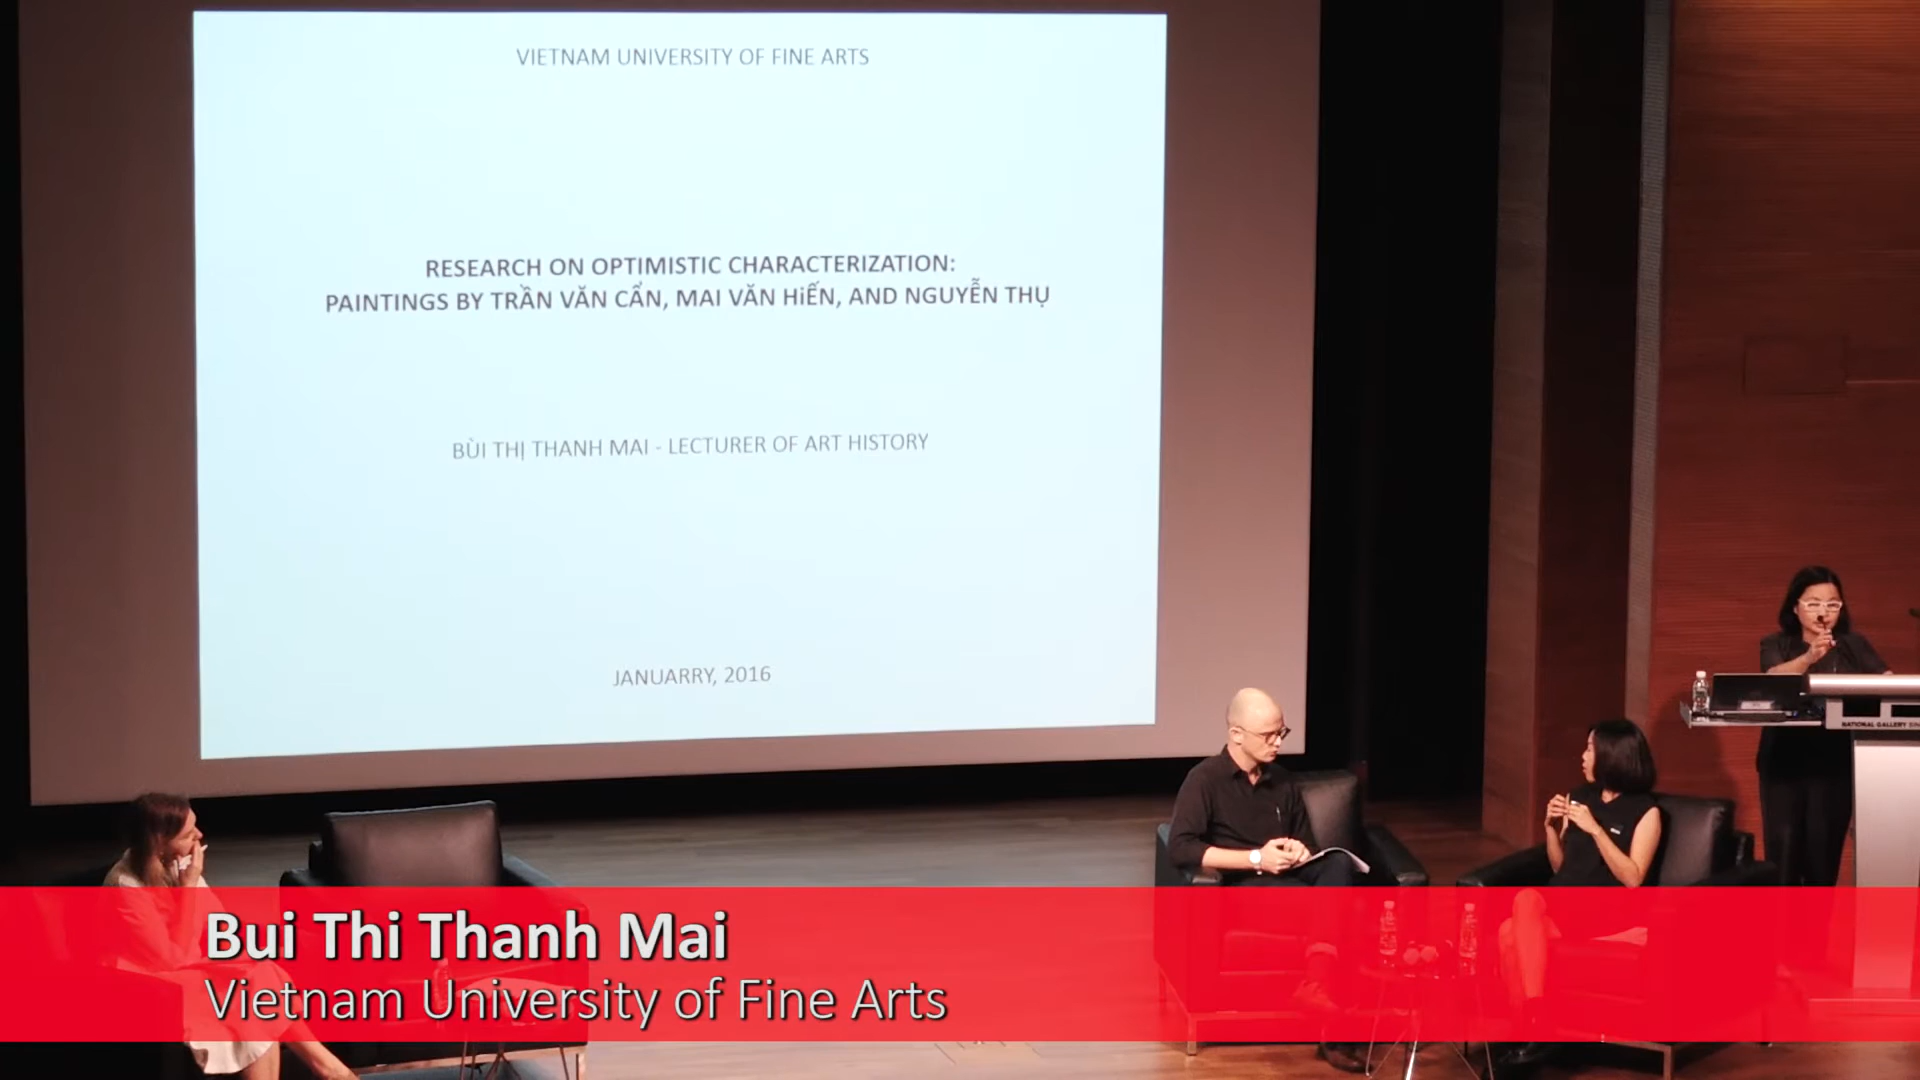 VIETNAM UNIVERSITY OF FINE ARTS
RESEARCH ON OPTIMISTIC CHARACTERIZATION:
PAINTINGS BY TRẦN VĂN CẨN, MAI VĂN HiẾN, AND NGUYỄN THỤ
BÙI THỊ THANH MAI - LECTURER OF ART HISTORY
JANUARRY, 2016
NATIONAL GALLERY
Bui Thi Thanh Mai
Vietnam University of Fine Arts